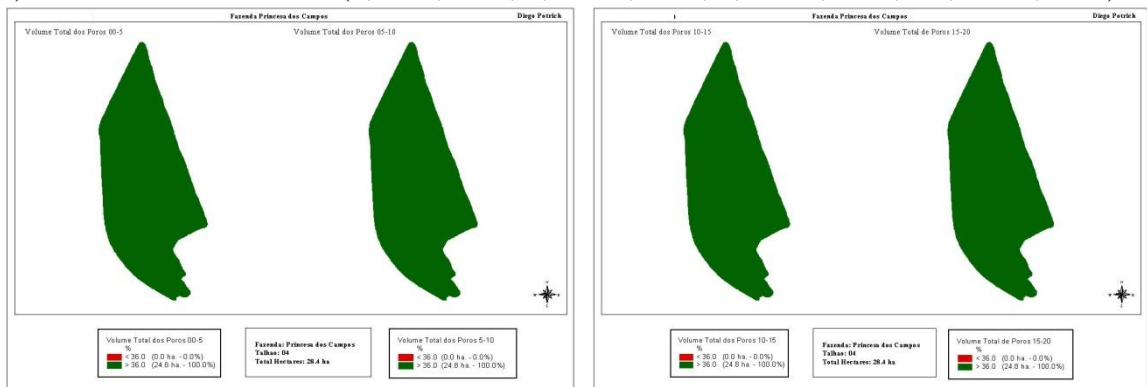 Fazenda Princesa dos Campos
Diego Potrich
Volume Total dos Poros 00-5
Volume Total dos Poros 05-10
Volume Total dos Poros 00-5
%
< 36.0 (0.0 ha. - 0.0%)
> 36.0 (24.8 ha - 100.0%)
Fazenda: Princesa dos Campos
Talhao: 04
Total Hectares: 28.4 ha
Volume Total dos Poros 5-10
%
< 36.0 (0.0 ha. - 0.0%)
> 36.0 (24.8 ha - 100.0%)
Fazenda Princesa dos Campos
Diego Potrich
Volume Total dos Poros 10-15
Volume Total de Poros 15-20
Volume Total dos Poros 10-15
%
< 36.0 (0.0 ha. - 0.0%)
> 36.0 (24.8 ha - 100.0%)
Fazenda: Princesa dos Campos
Talhao: 04
Total Hectares: 28.4 ha
Volume Total de Poros 15-20
%
< 36.0 (0.0 ha. - 0.0%)
> 36.0 (24.8 ha - 100.0%)